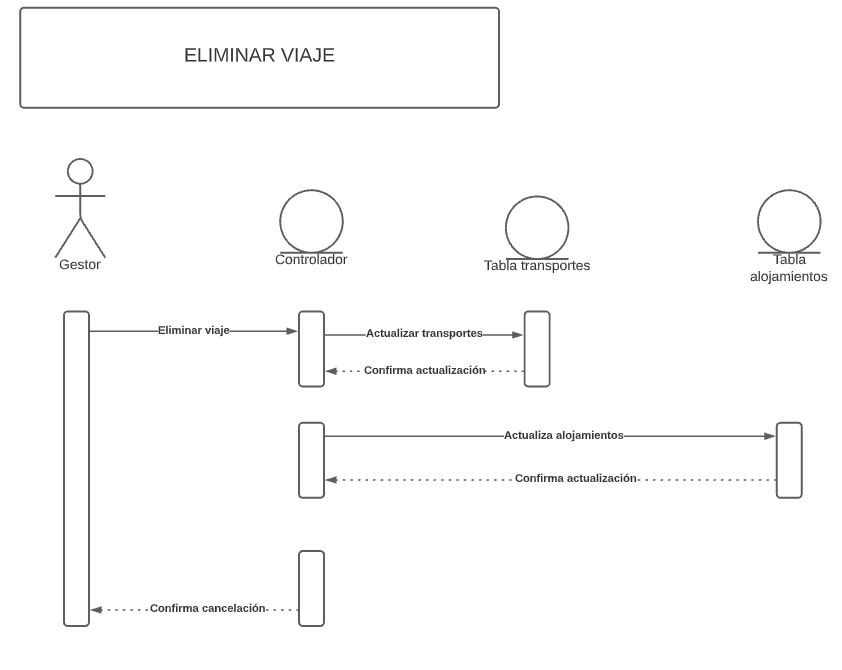 ELIMINAR VIAJE
Gestor
Controlador
Tabla transportes
Tabla
alojamientos
Eliminar viaje
Actualizar transportes
Confirma actualización
Actualiza alojamientos
Confirma actualización
Confirma cancelación